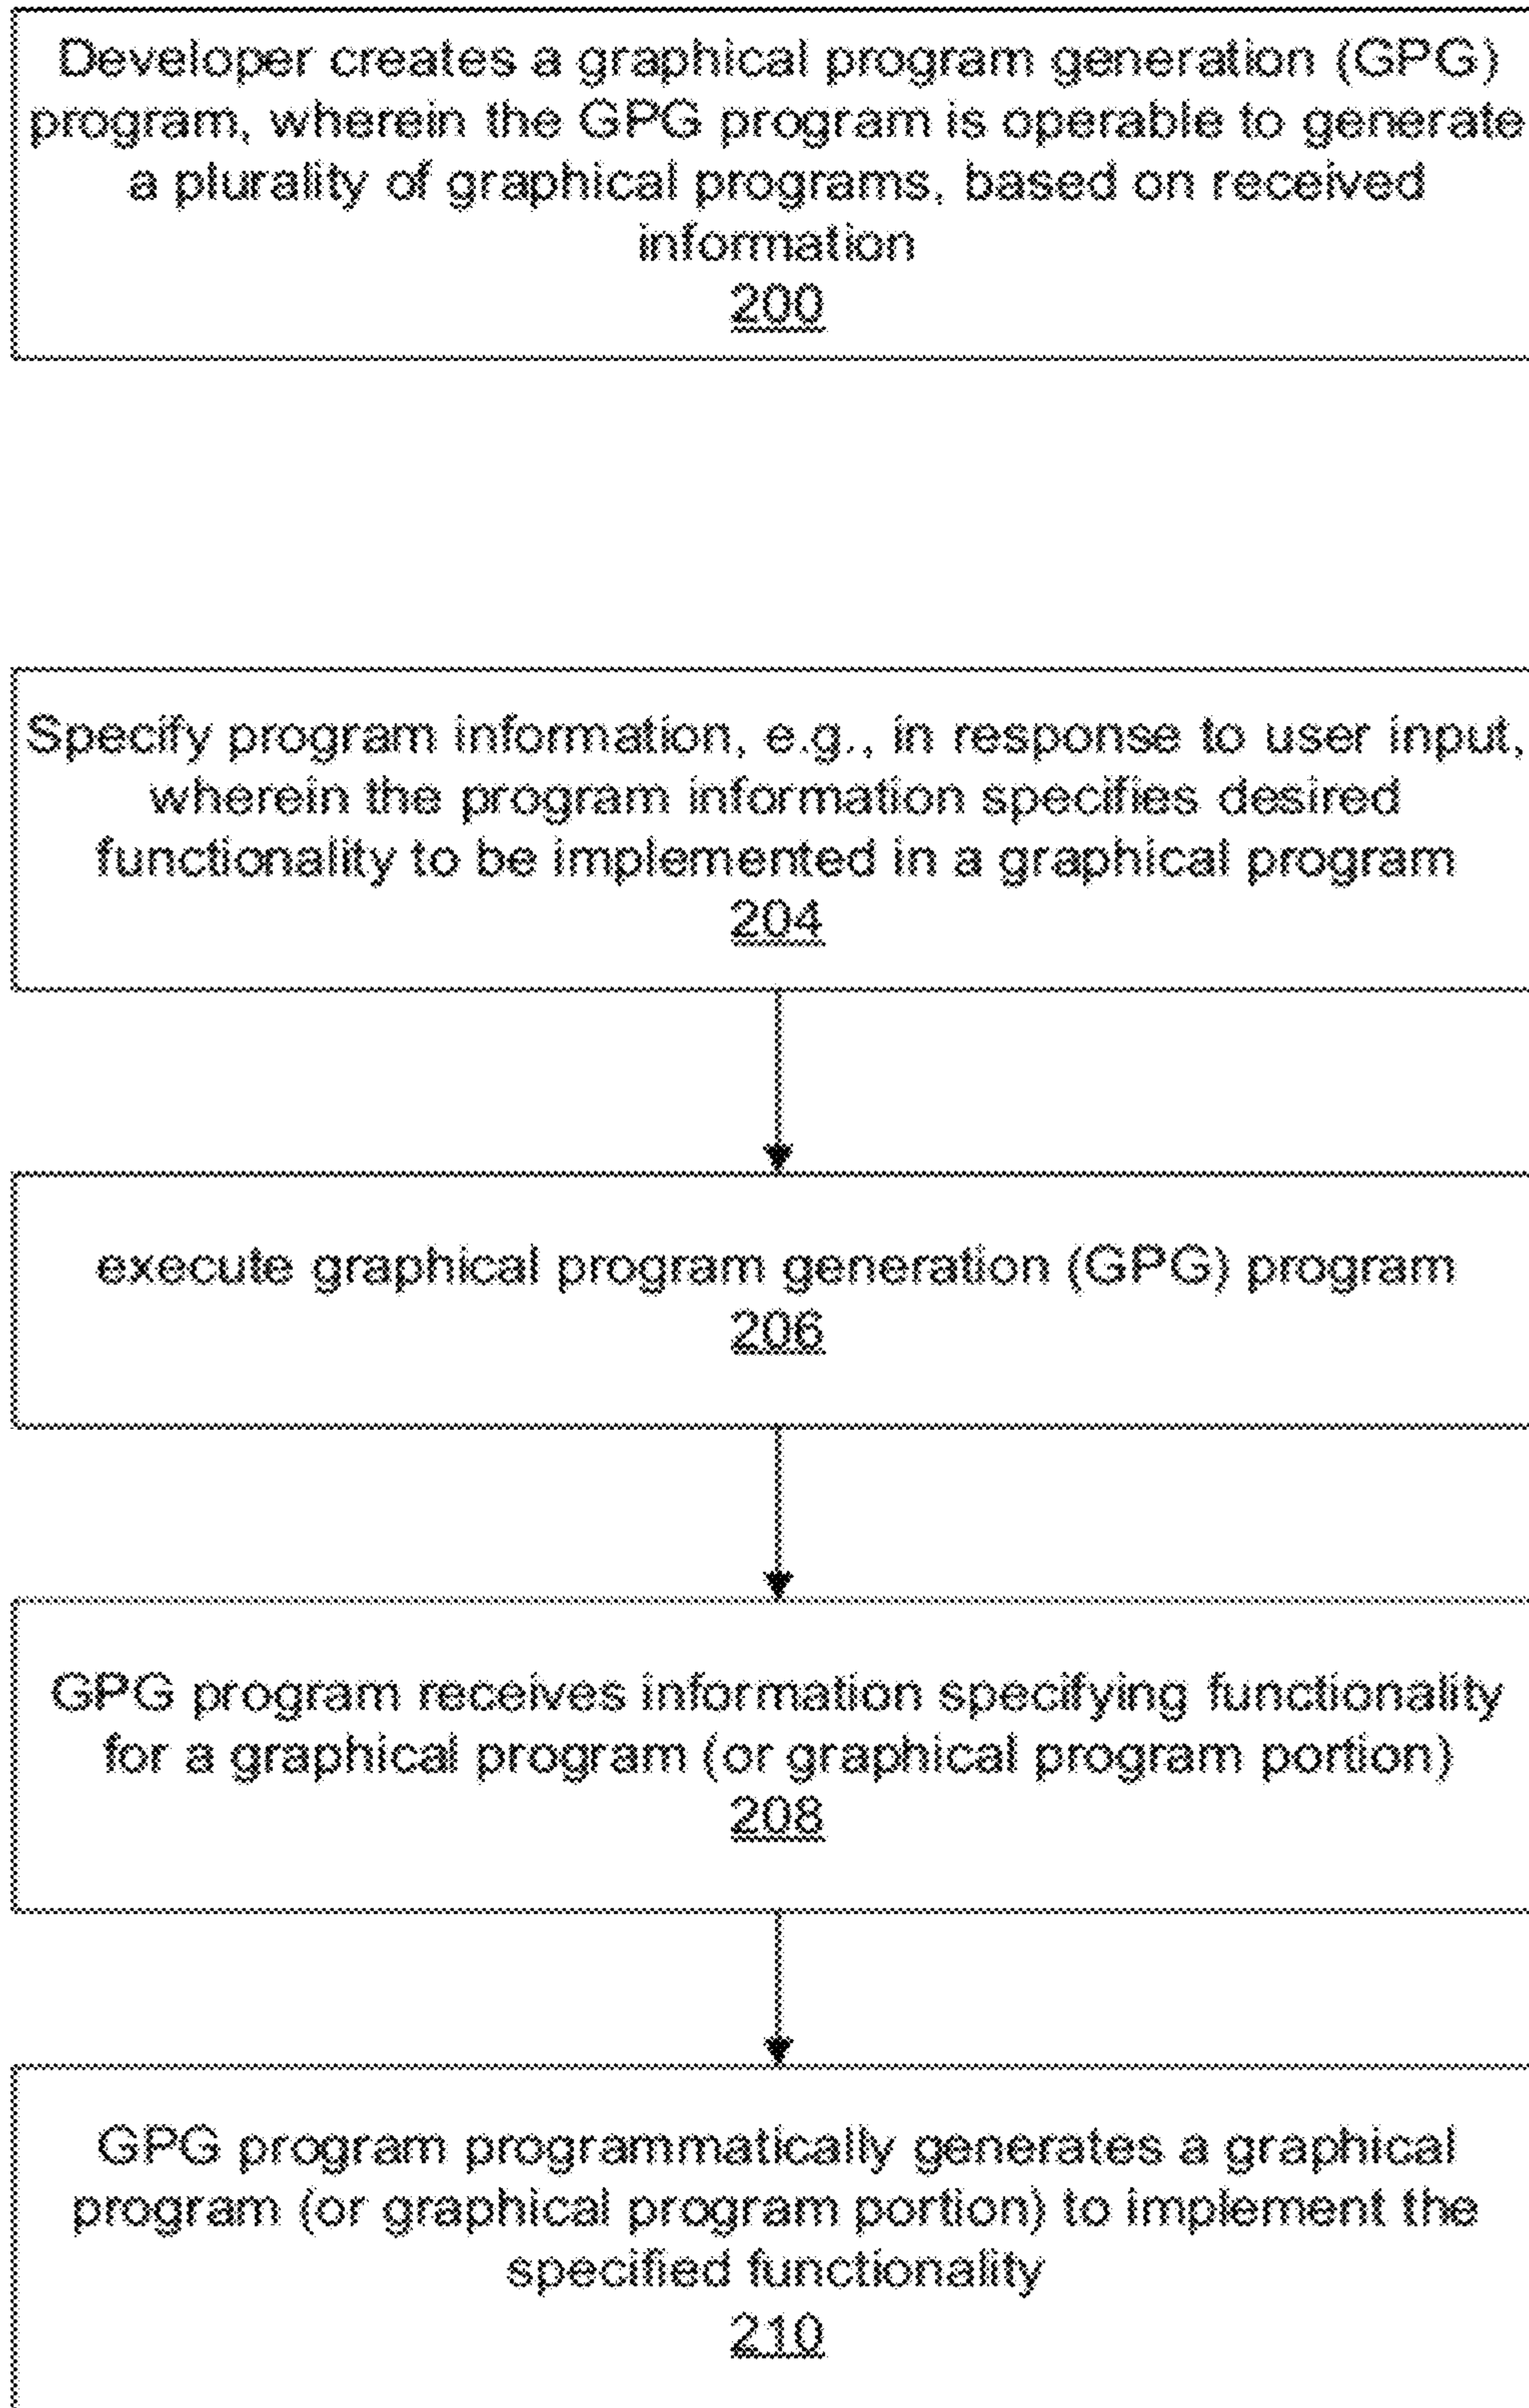 Developer creates a graphical program generation (GPG)
program, wherein the GPG program is operable to generate
a plurality of graphical programs, based on received
information
200
Specify program information, e.g., in response to user input,
wherein the program information specifies desired
functionality to be implemented in a graphical program
204
execute graphical program generation (GPG) program
206
GPG program receives information specifying functionality
for a graphical program (or graphical program portion)
208
GPG program programmatically generates a graphical
program (or graphical program portion) to implement the
specified functionality
210